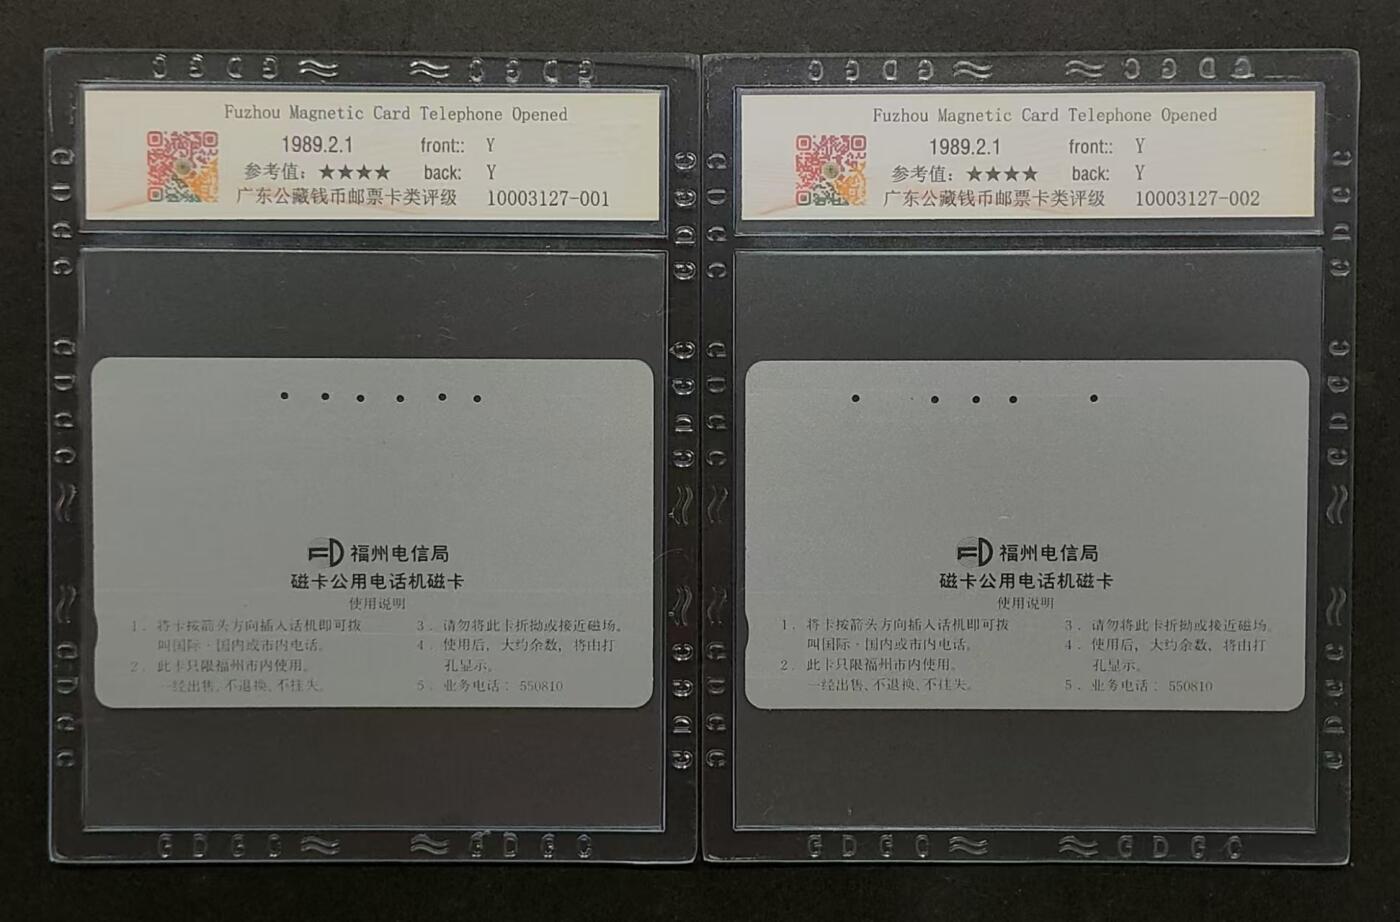 Fuzhou Magnetic Card Telephone Opened
1989.2.1 front:: Y
参考值：★★★★ back: Y
广东公藏钱币邮票卡类评级 10003127-001
福州电信局
磁卡公用电话机磁卡
使用说明
1．将卡按箭头方向插入话机即可拨
叫国际·国内或市内电话。
2．此卡只限福州市内使用。
一经出售、不退换、不挂失。
3．请勿将此卡折拗或接近磁场。
4．使用后，大约余数，将由打
孔显示。
5．业务电话：550810
Fuzhou Magnetic Card Telephone Opened
1989.2.1 front:: Y
参考值：★★★★ back: Y
广东公藏钱币邮票卡类评级 10003127-002
福州电信局
磁卡公用电话机磁卡
使用说明
1．将卡按箭头方向插入话机即可拨
叫国际·国内或市内电话。
2．此卡只限福州市内使用。
一经出售、不退换、不挂失。
3．请勿将此卡折拗或接近磁场。
4．使用后，大约余数，将由打
孔显示。
5．业务电话：550810